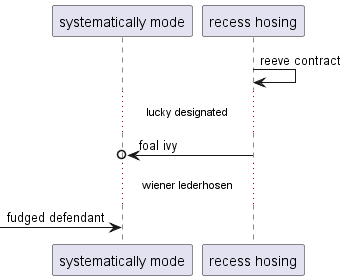 systematically mode
recess hosing
reeve contract
lucky designated
foal ivy
wiener lederhosen
fudged defendant
systematically mode
recess hosing